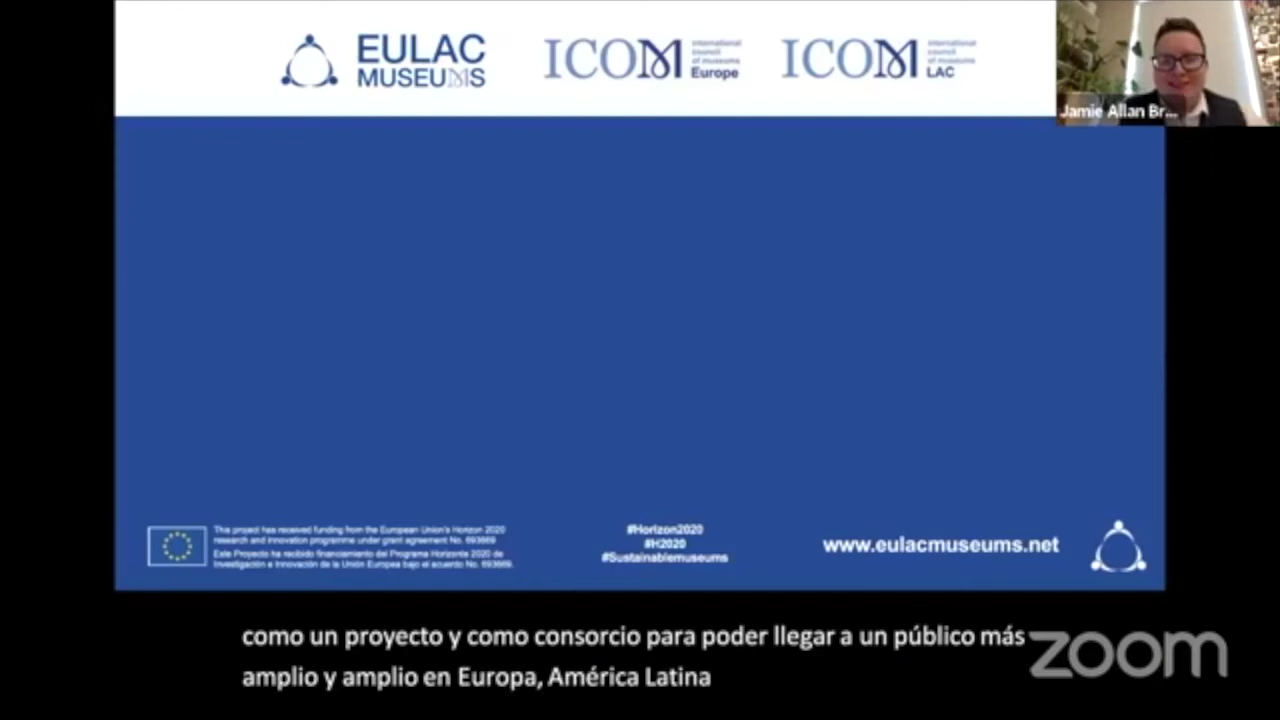 EULAC
MUSEUMS
ICOM
international
council
of museums
Europe
ICOM
international
council
of museums
LAC
Jamie Allan Br...
This project has received funding from the European Union's Horizon 2020
research and innovation programme under grant agreement No. 693669
Este Proyecto ha recibido financiamiento del Programa Horizonte 2020 de
Investigación e Innovación de la Unión Europea bajo el acuerdo No. 693669.
#Horizon2020
#H2020
#Sustainablemuseums
www.eulacmuseums.net
como un proyecto y como consorcio para poder llegar a un público más
amplio y amplio en Europa, América Latina
zoom